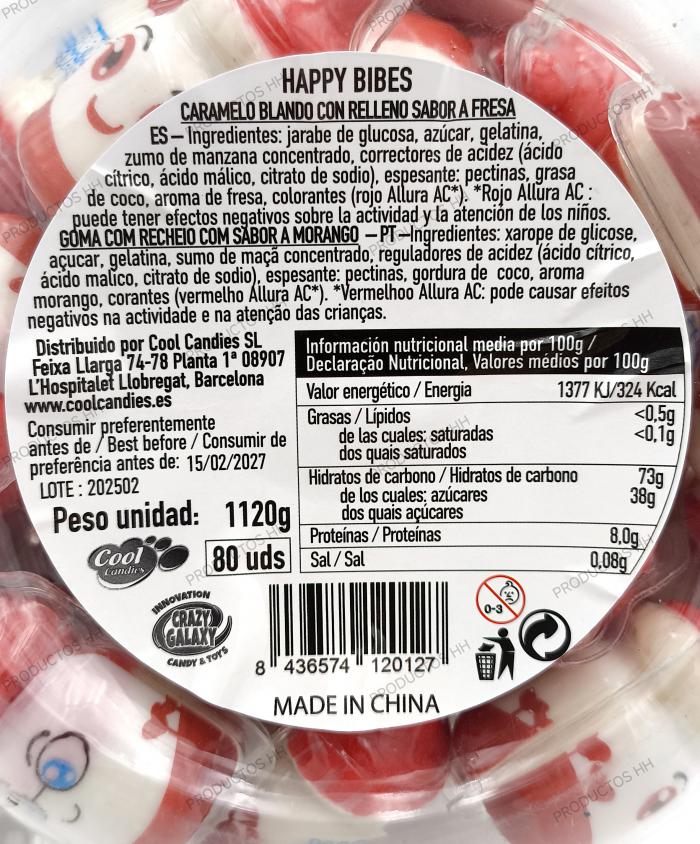 HAPPY BIBES
CARAMELO BLANDO CON RELLENO SABOR A FRESA
ES – Ingredientes: jarabe de glucosa, azúcar, gelatina,
zumo de manzana concentrado, correctores de acidez (ácido
cítrico, ácido málico, citrato de sodio), espesante: pectinas, grasa
de coco, aroma de fresa, colorantes (rojo Allura AC*). *Rojo Allura AC :
puede tener efectos negativos sobre la actividad y la atención de los niños.
GOMA COM RECHEIO COM SABOR A MORANGO – PT –Ingredientes: xarope de glicose,
açucar, gelatina, sumo de maçã concentrado, reguladores de acidez (ácido cítrico,
ácido malico, citrato de sodio), espesante: pectinas, gordura de coco, aroma
morango, corantes (vermelho Allura AC*). *Vermelhoo Allura AC: pode causar efeitos
negativos na actividade e na atenção das crianças.
Distribuido por Cool Candies SL
Feixa Llarga 74-78 Planta 1ª 08907
L'Hospitalet Llobregat, Barcelona
www.coolcandies.es
Consumir preferentemente
antes de / Best before / Consumir de
preferência antes de: 15/02/2027
LOTE : 202502
Peso unidad: 1120g
80 uds
Cool
Candies
INNOVATION
CRAZY
GALAXY
CANDY & TOYS
Información nutricional media por 100g /
Declaração Nutricional, Valores médios por 100g
Valor energético / Energia 1377 KJ/324 Kcal
Grasas / Lípidos <0,5g
de las cuales: saturadas <0,1g
dos quais saturados
Hidratos de carbono / Hidratos de carbono 73g
de los cuales: azúcares 38g
dos quais açúcares
Proteínas / Proteínas 8,0g
Sal / Sal 0,08g
0-3
8 436574 120127
MADE IN CHINA
PRODUCTOS HH